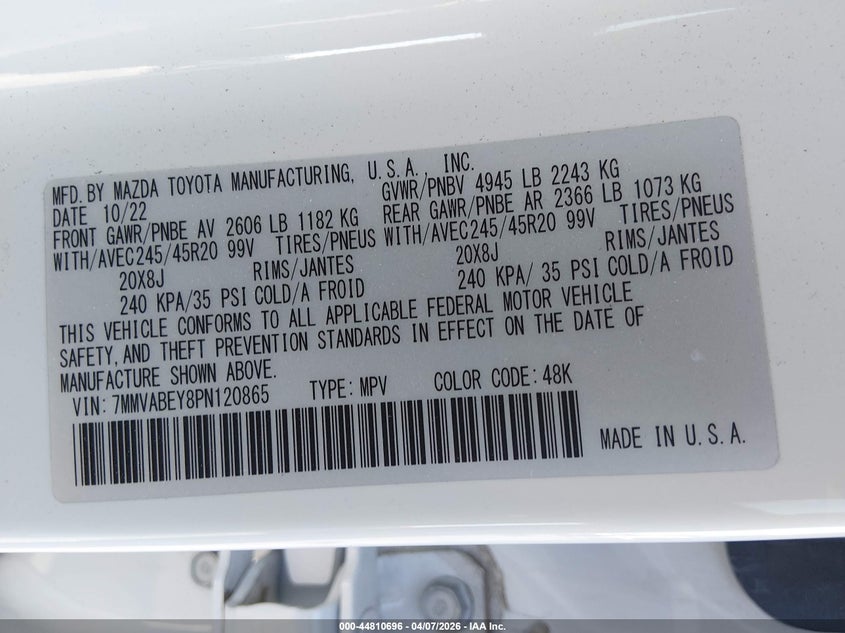 MFD. BY MAZDA TOYOTA MANUFACTURING, U.S.A. INC.
DATE 10/22 GVWR/PNBV 4945 LB 2243 KG
FRONT GAWR/PNBE AV 2606 LB 1182 KG REAR GAWR/PNBE AR 2366 LB 1073 KG
WITH/AVEC245/45R20 99V TIRES/PNEUS WITH/AVEC245/45R20 99V TIRES/PNEUS
20X8J RIMS/JANTES 20X8J RIMS/JANTES
240 KPA/35 PSI COLD/A FROID 240 KPA/ 35 PSI COLD/A FROID
THIS VEHICLE CONFORMS TO ALL APPLICABLE FEDERAL MOTOR VEHICLE
SAFETY,AND THEFT PREVENTION STANDARDS IN EFFECT ON THE DATE OF
MANUFACTURE SHOWN ABOVE.
VIN: 7MMVABEY8PN120865 TYPE: MPV COLOR CODE: 48K
MADE IN U.S.A.
000-44810696 - 04/07/2026 - IAA Inc.